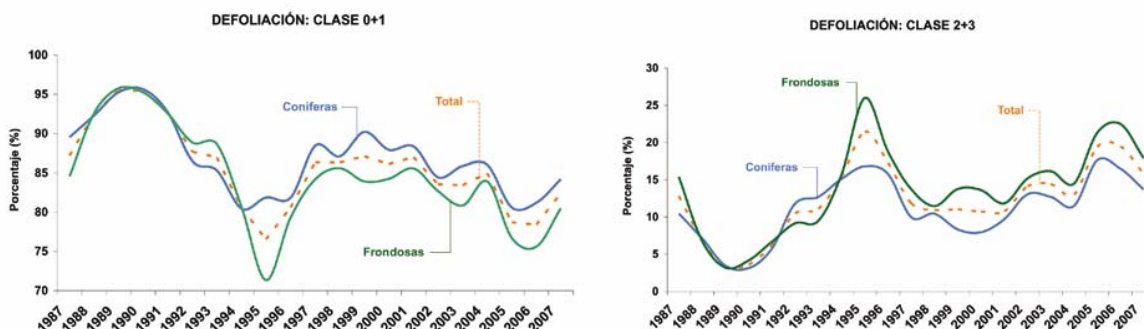 DEFOLIACIÓN: CLASE 0+1
Porcentaje (%)
100
95
90
85
80
75
70
Coniferas
Total
Frondosas
1987 1988 1989 1990 1991 1992 1993 1994 1995 1996 1997 1998 1999 2000 2001 2002 2003 2004 2005 2006 2007
DEFOLIACIÓN: CLASE 2+3
Porcentaje (%)
30
25
20
15
10
5
0
Frondosas
Total
Coníferas
1987 1988 1989 1990 1991 1992 1993 1994 1995 1996 1997 1998 1999 2000 2001 2002 2003 2004 2005 2006 2007